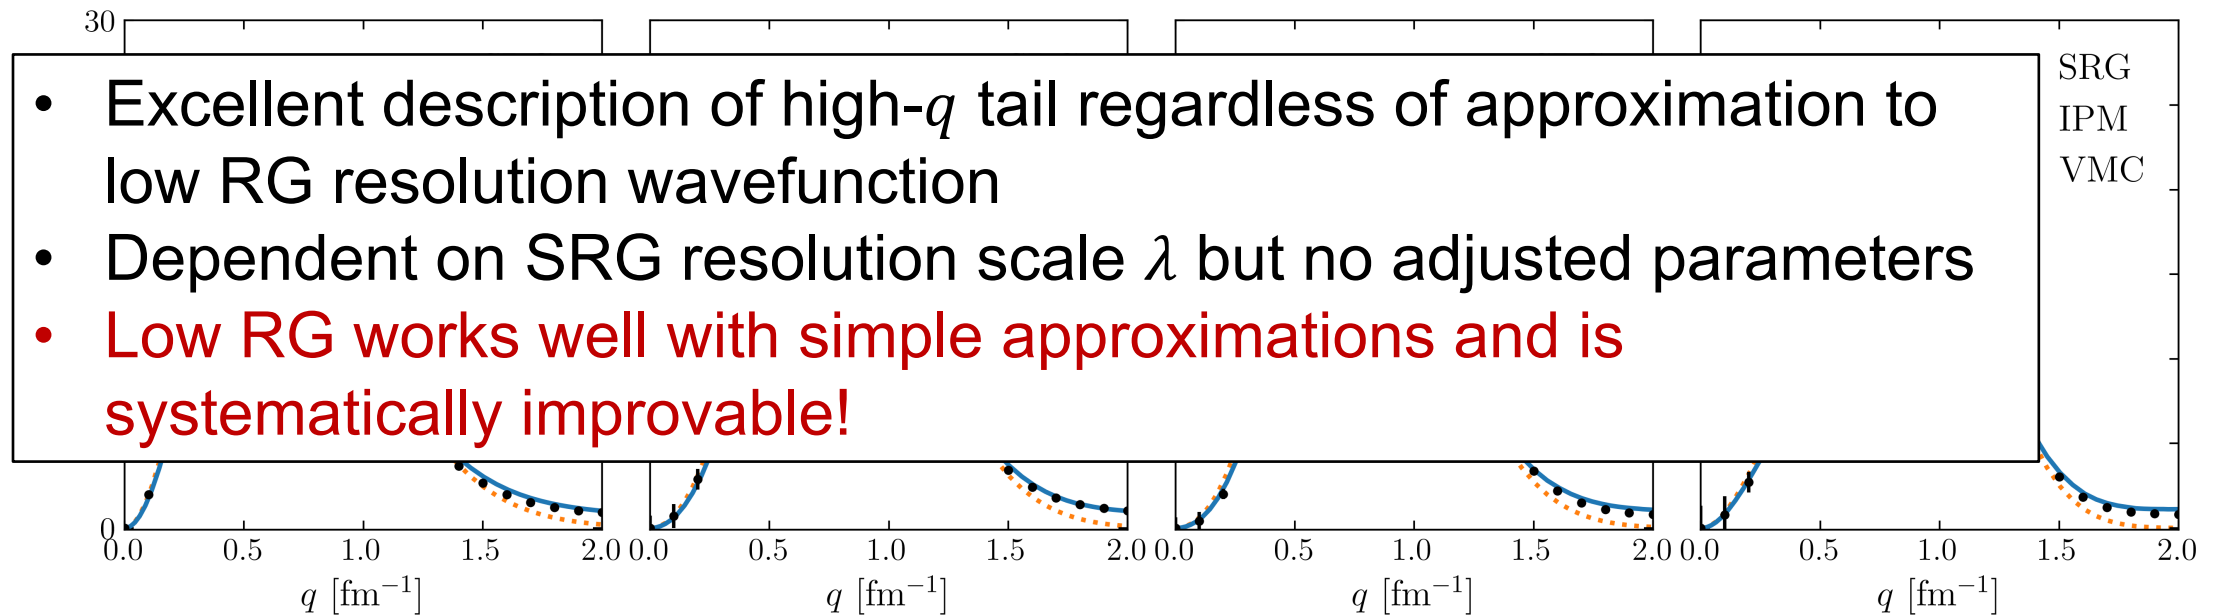 30
SRG
IPM
VMC
• Excellent description of high-q tail regardless of approximation to
low RG resolution wavefunction
• Dependent on SRG resolution scale λ but no adjusted parameters
• Low RG works well with simple approximations and is
systematically improvable!
0
0.0 0.5 1.0 1.5 2.0 0.0 0.5 1.0 1.5 2.0 0.0 0.5 1.0 1.5 2.0 0.0 0.5 1.0 1.5 2.0
q [fm⁻¹] q [fm⁻¹] q [fm⁻¹] q [fm⁻¹]